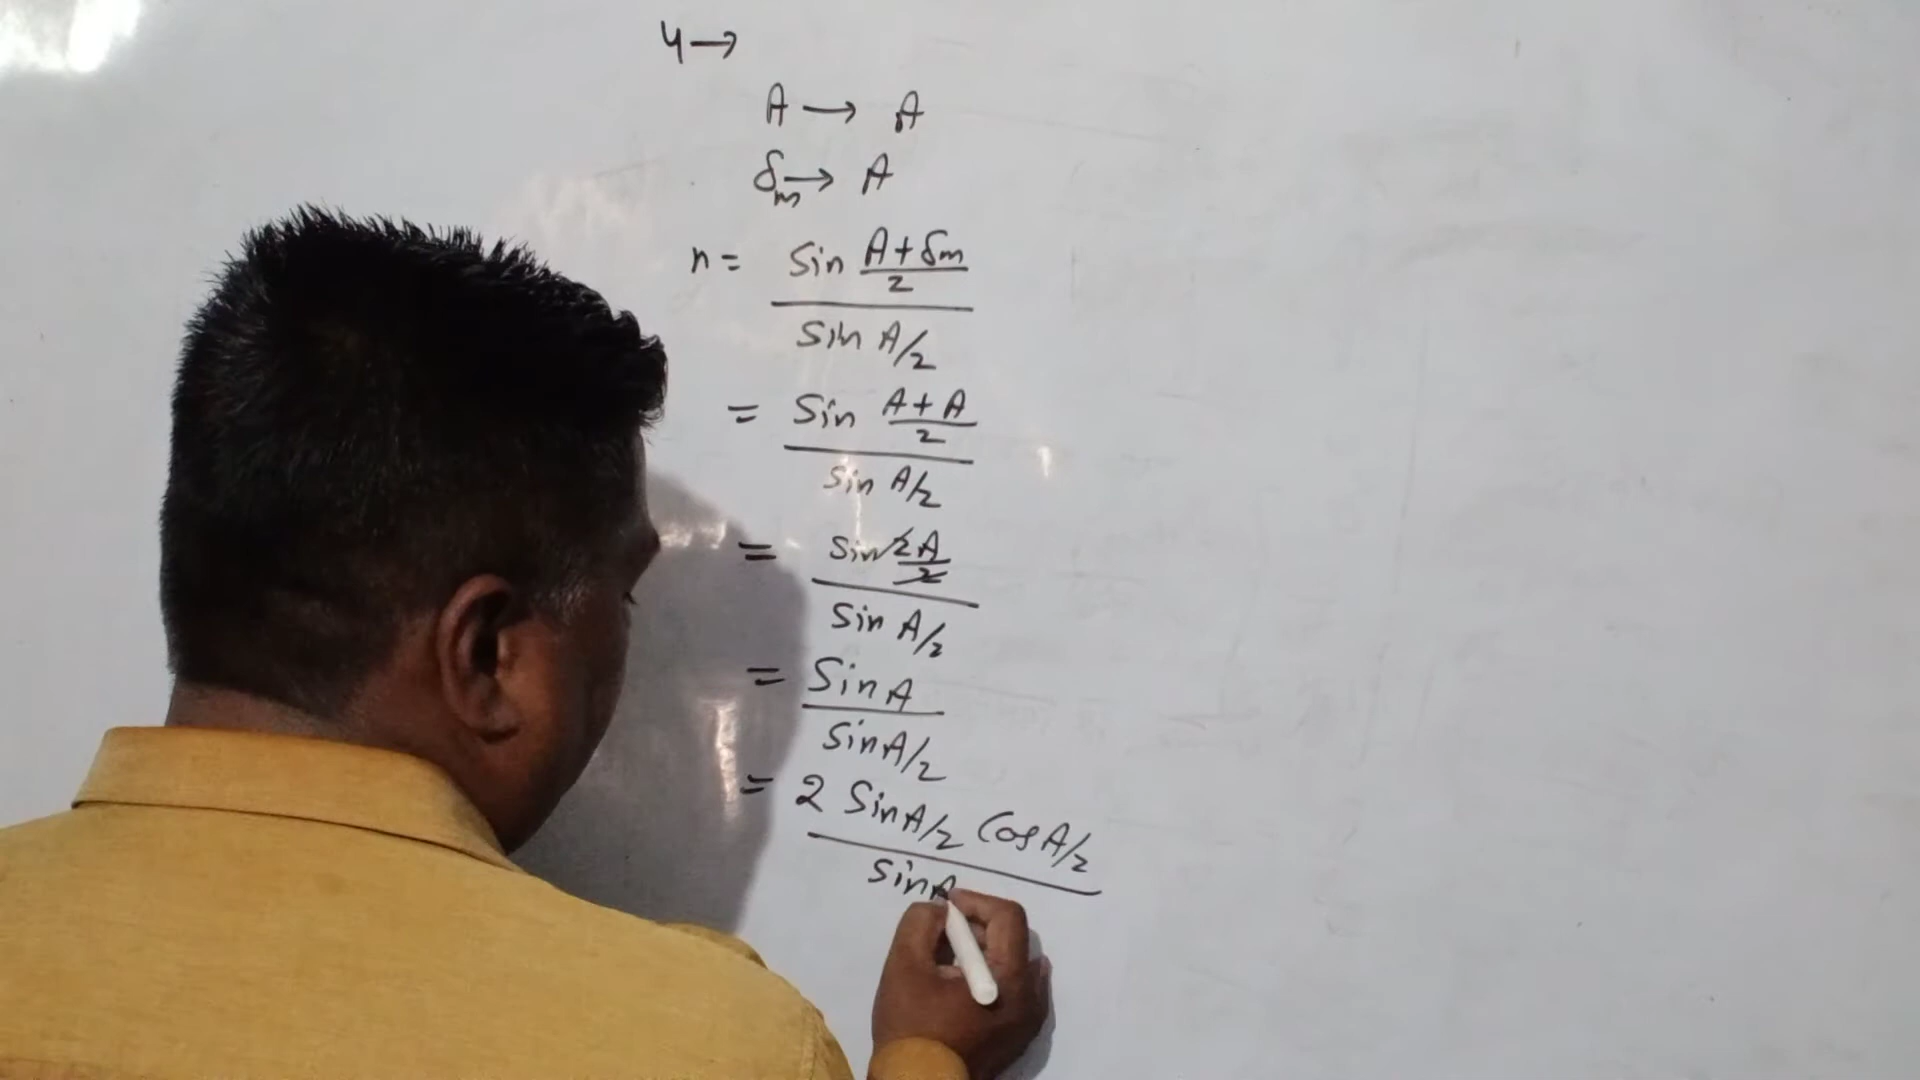 4→
A → A
δm → A
n = Sin A+δm/2
Sin A/2
= Sin A+A/2
Sin A/2
= Sin 2A/2
Sin A/2
= Sin A
Sin A/2
= 2 Sin A/2 Cos A/2
Sin A